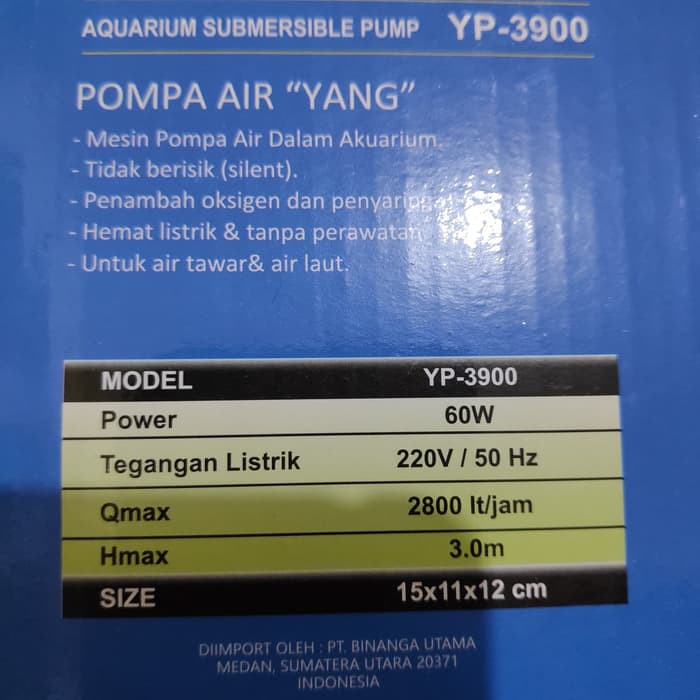 AQUARIUM SUBMERSIBLE PUMP YP-3900
POMPA AIR “YANG”
- Mesin Pompa Air Dalam Akuarium.
- Tidak berisik (silent).
- Penambah oksigen dan penyaring
- Hemat listrik & tanpa perawatan
- Untuk air tawar& air laut.
MODEL YP-3900
Power 60W
Tegangan Listrik 220V / 50 Hz
Qmax 2800 lt/jam
Hmax 3.0m
SIZE 15x11x12 cm
DIIMPORT OLEH : PT. BINANGA UTAMA
MEDAN, SUMATERA UTARA 20371
INDONESIA